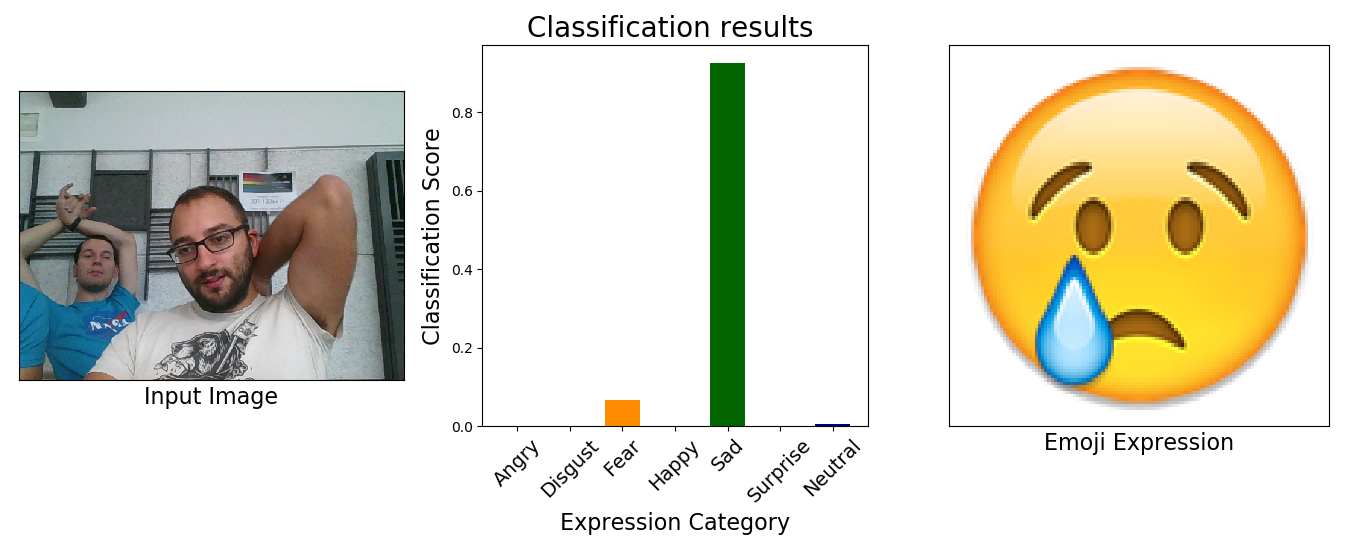 Classification results
Input Image
NASA
Classification Score
0.8
0.6
0.4
0.2
0.0
Angry
Disgust
Fear
Happy
Sad
Surprise
Neutral
Expression Category
Emoji Expression